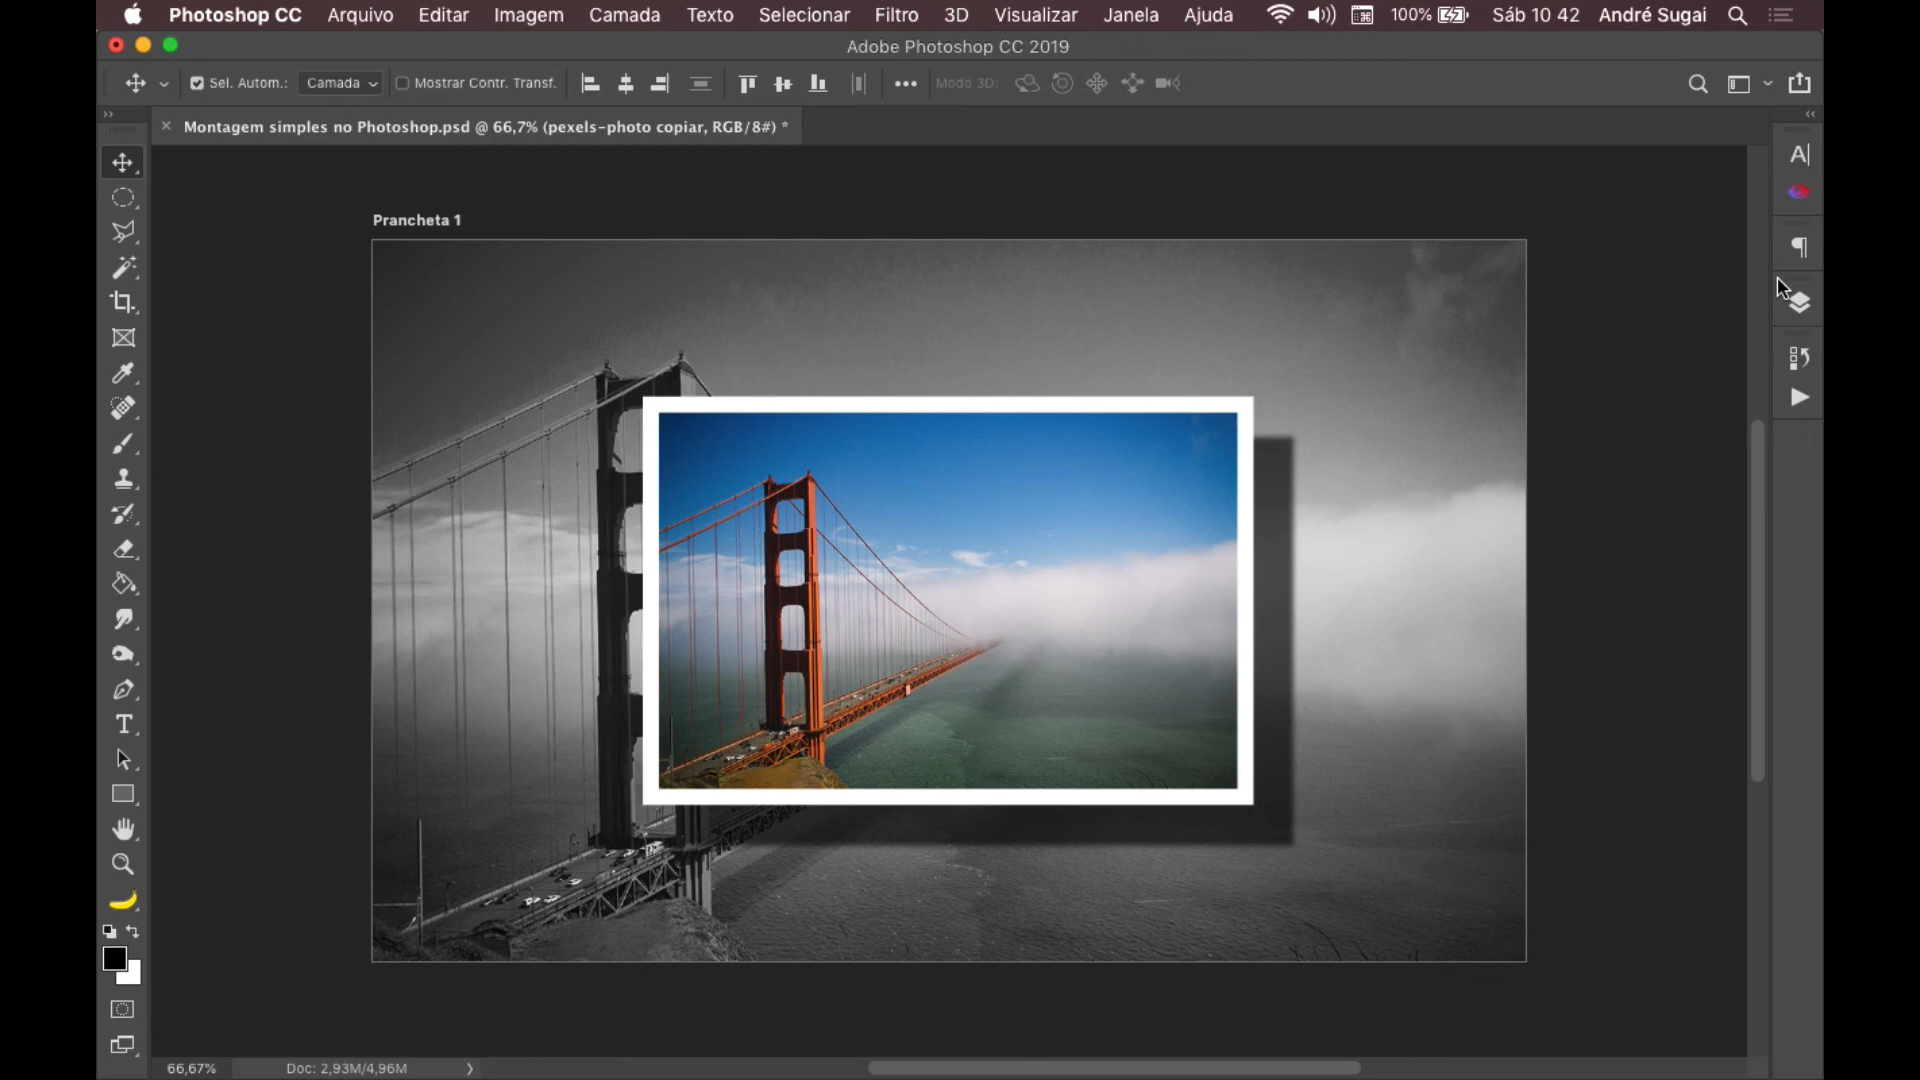 Photoshop CC Arquivo Editar Imagem Camada Texto Selecionar Filtro 3D Visualizar Janela Ajuda 100% Sáb 10 42 André Sugai
Adobe Photoshop CC 2019
Sel. Autom.: Camada Mostrar Contr. Transf. Modo 3D:
Montagem simples no Photoshop.psd @ 66,7% (pexels-photo copiar, RGB/8#) *
Prancheta 1
66,67% Doc: 2,93M/4,96M